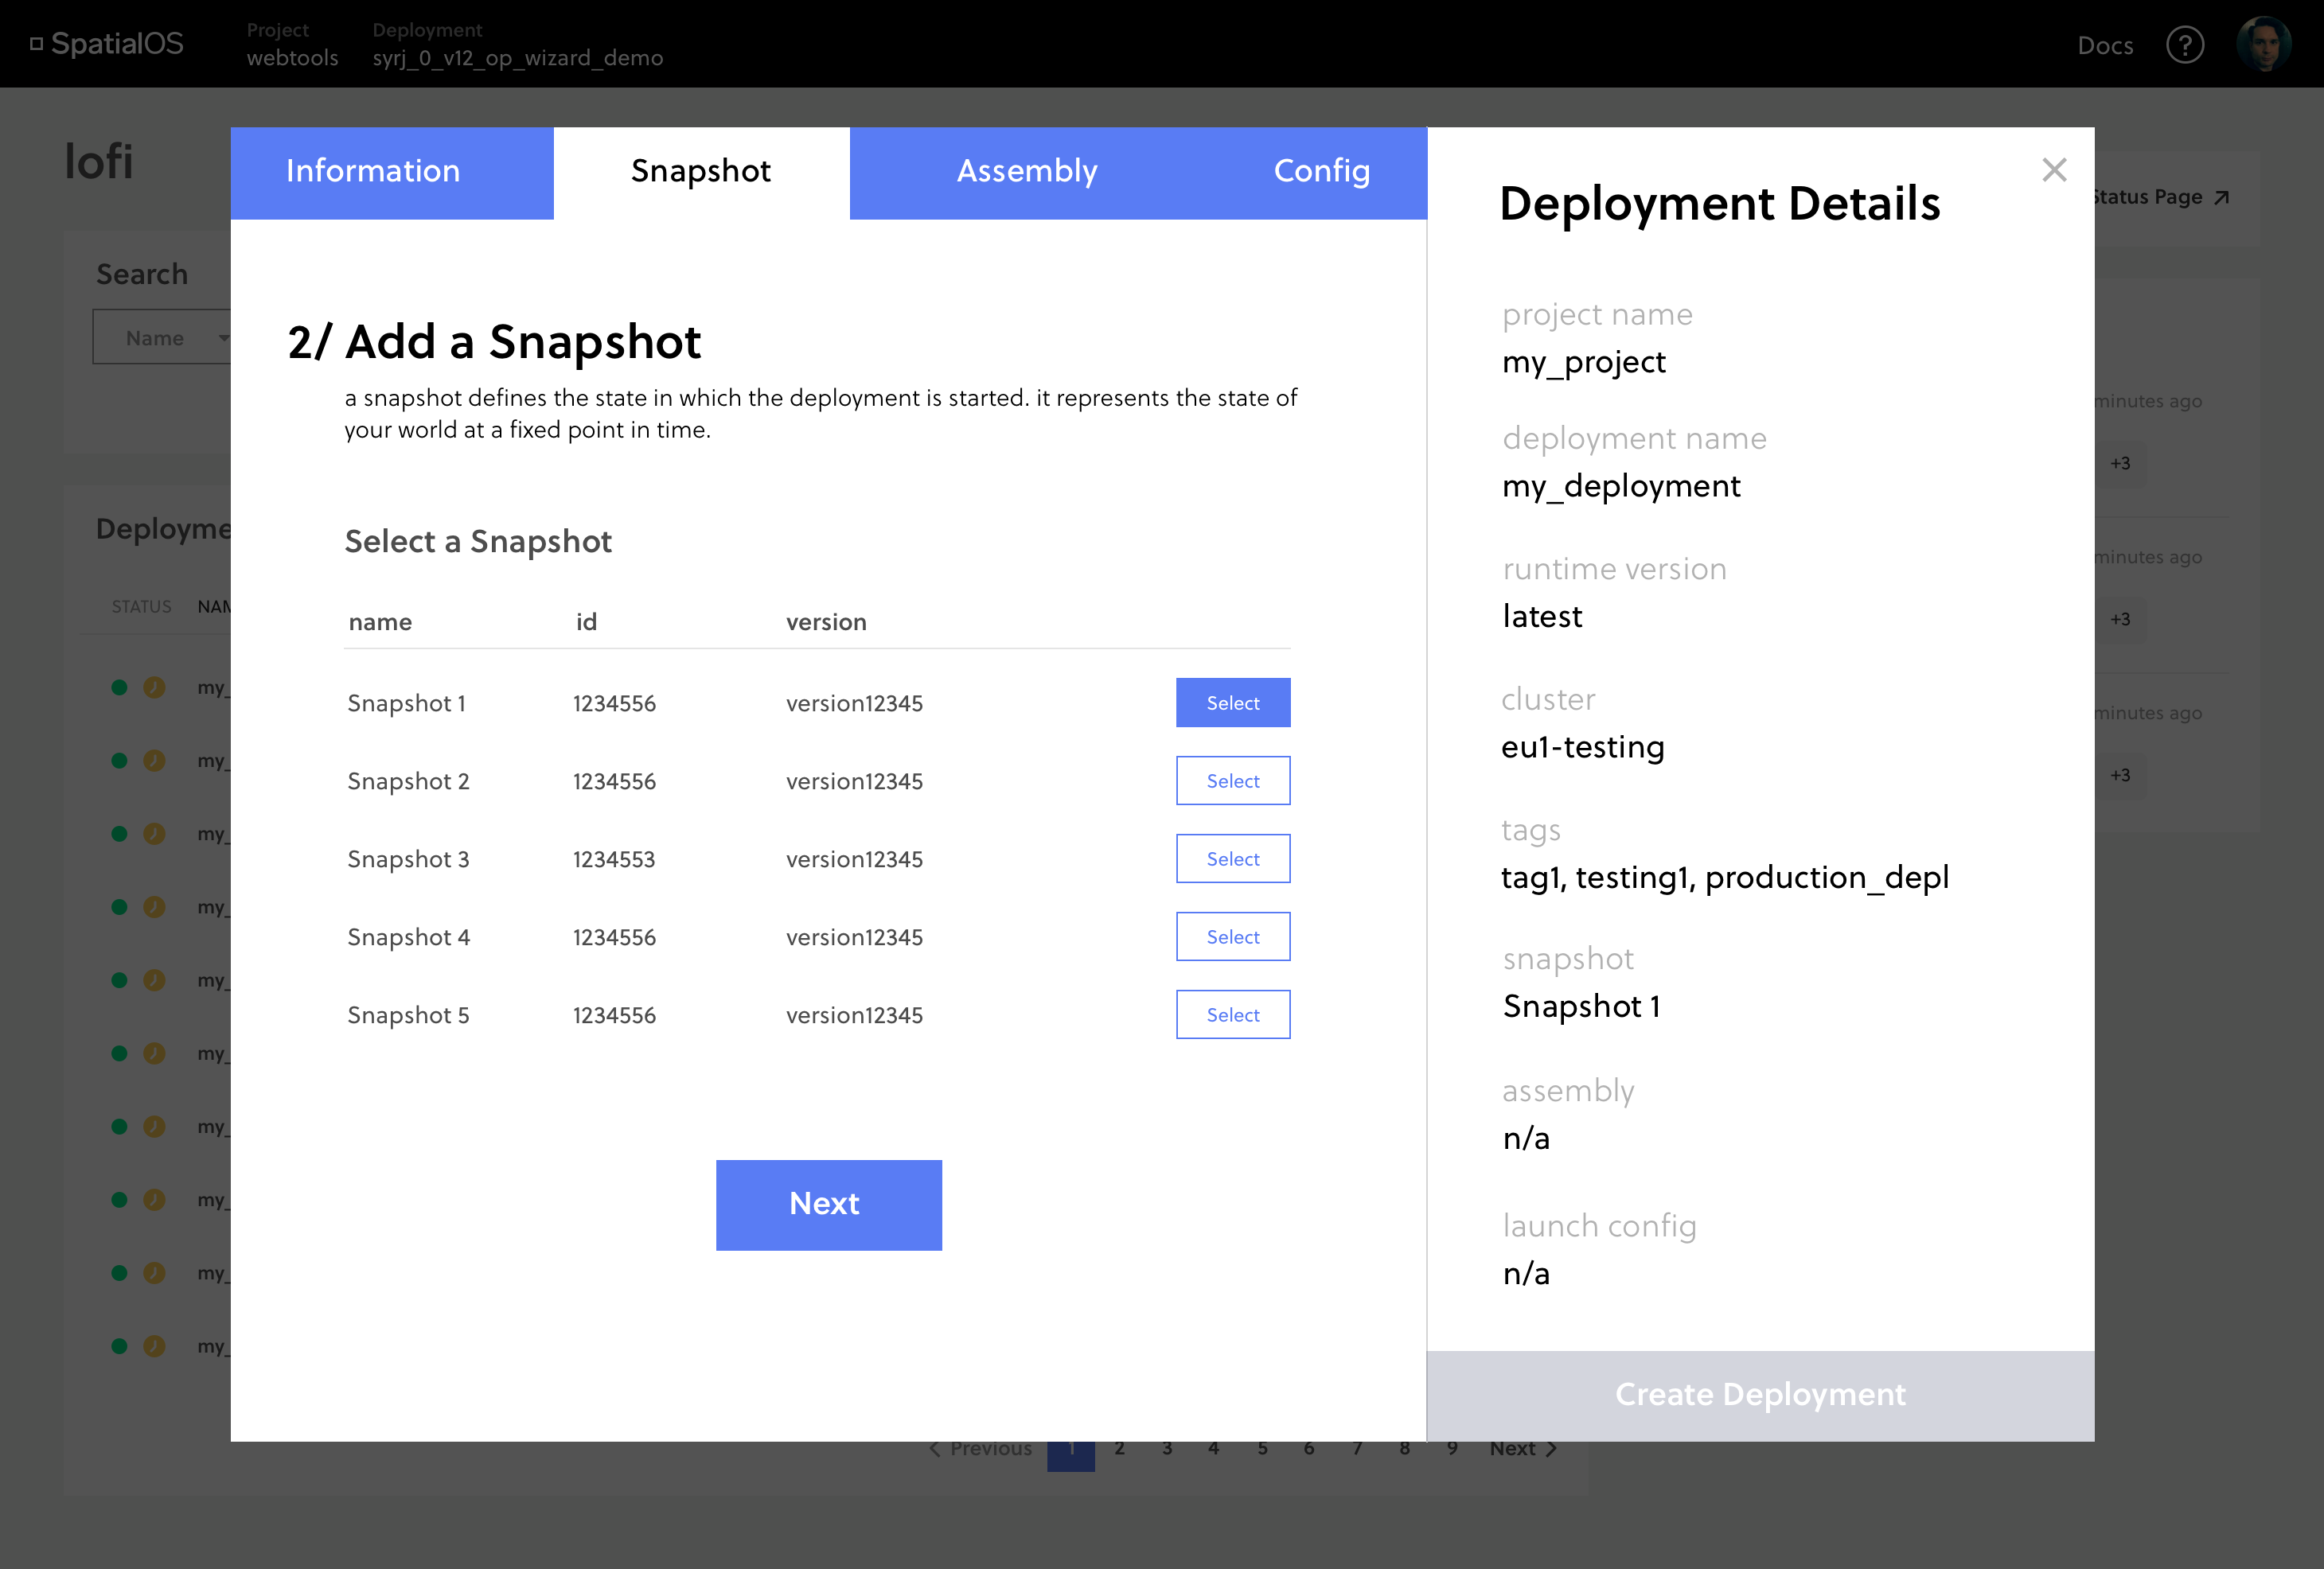 SpatialOS
Project
webtools
Deployment
syrj_0_v12_op_wizard_demo
Docs
?
lofi
Status Page
Search
Name
Information
Snapshot
Assembly
Config
2/ Add a Snapshot
a snapshot defines the state in which the deployment is started. it represents the state of
your world at a fixed point in time.
Select a Snapshot
name id version
Snapshot 1 1234556 version12345 Select
Snapshot 2 1234556 version12345 Select
Snapshot 3 1234553 version12345 Select
Snapshot 4 1234556 version12345 Select
Snapshot 5 1234556 version12345 Select
Next
Deployment Details
project name
my_project
deployment name
my_deployment
runtime version
latest
cluster
eu1-testing
tags
tag1, testing1, production_depl
snapshot
Snapshot 1
assembly
n/a
launch config
n/a
Create Deployment
Deployme
STATUS NAM
my_
my_
my_
my_
my_
my_
my_
my_
my_
my_
minutes ago
+3
minutes ago
+3
minutes ago
+3
Previous 1 2 3 4 5 6 7 8 9 Next